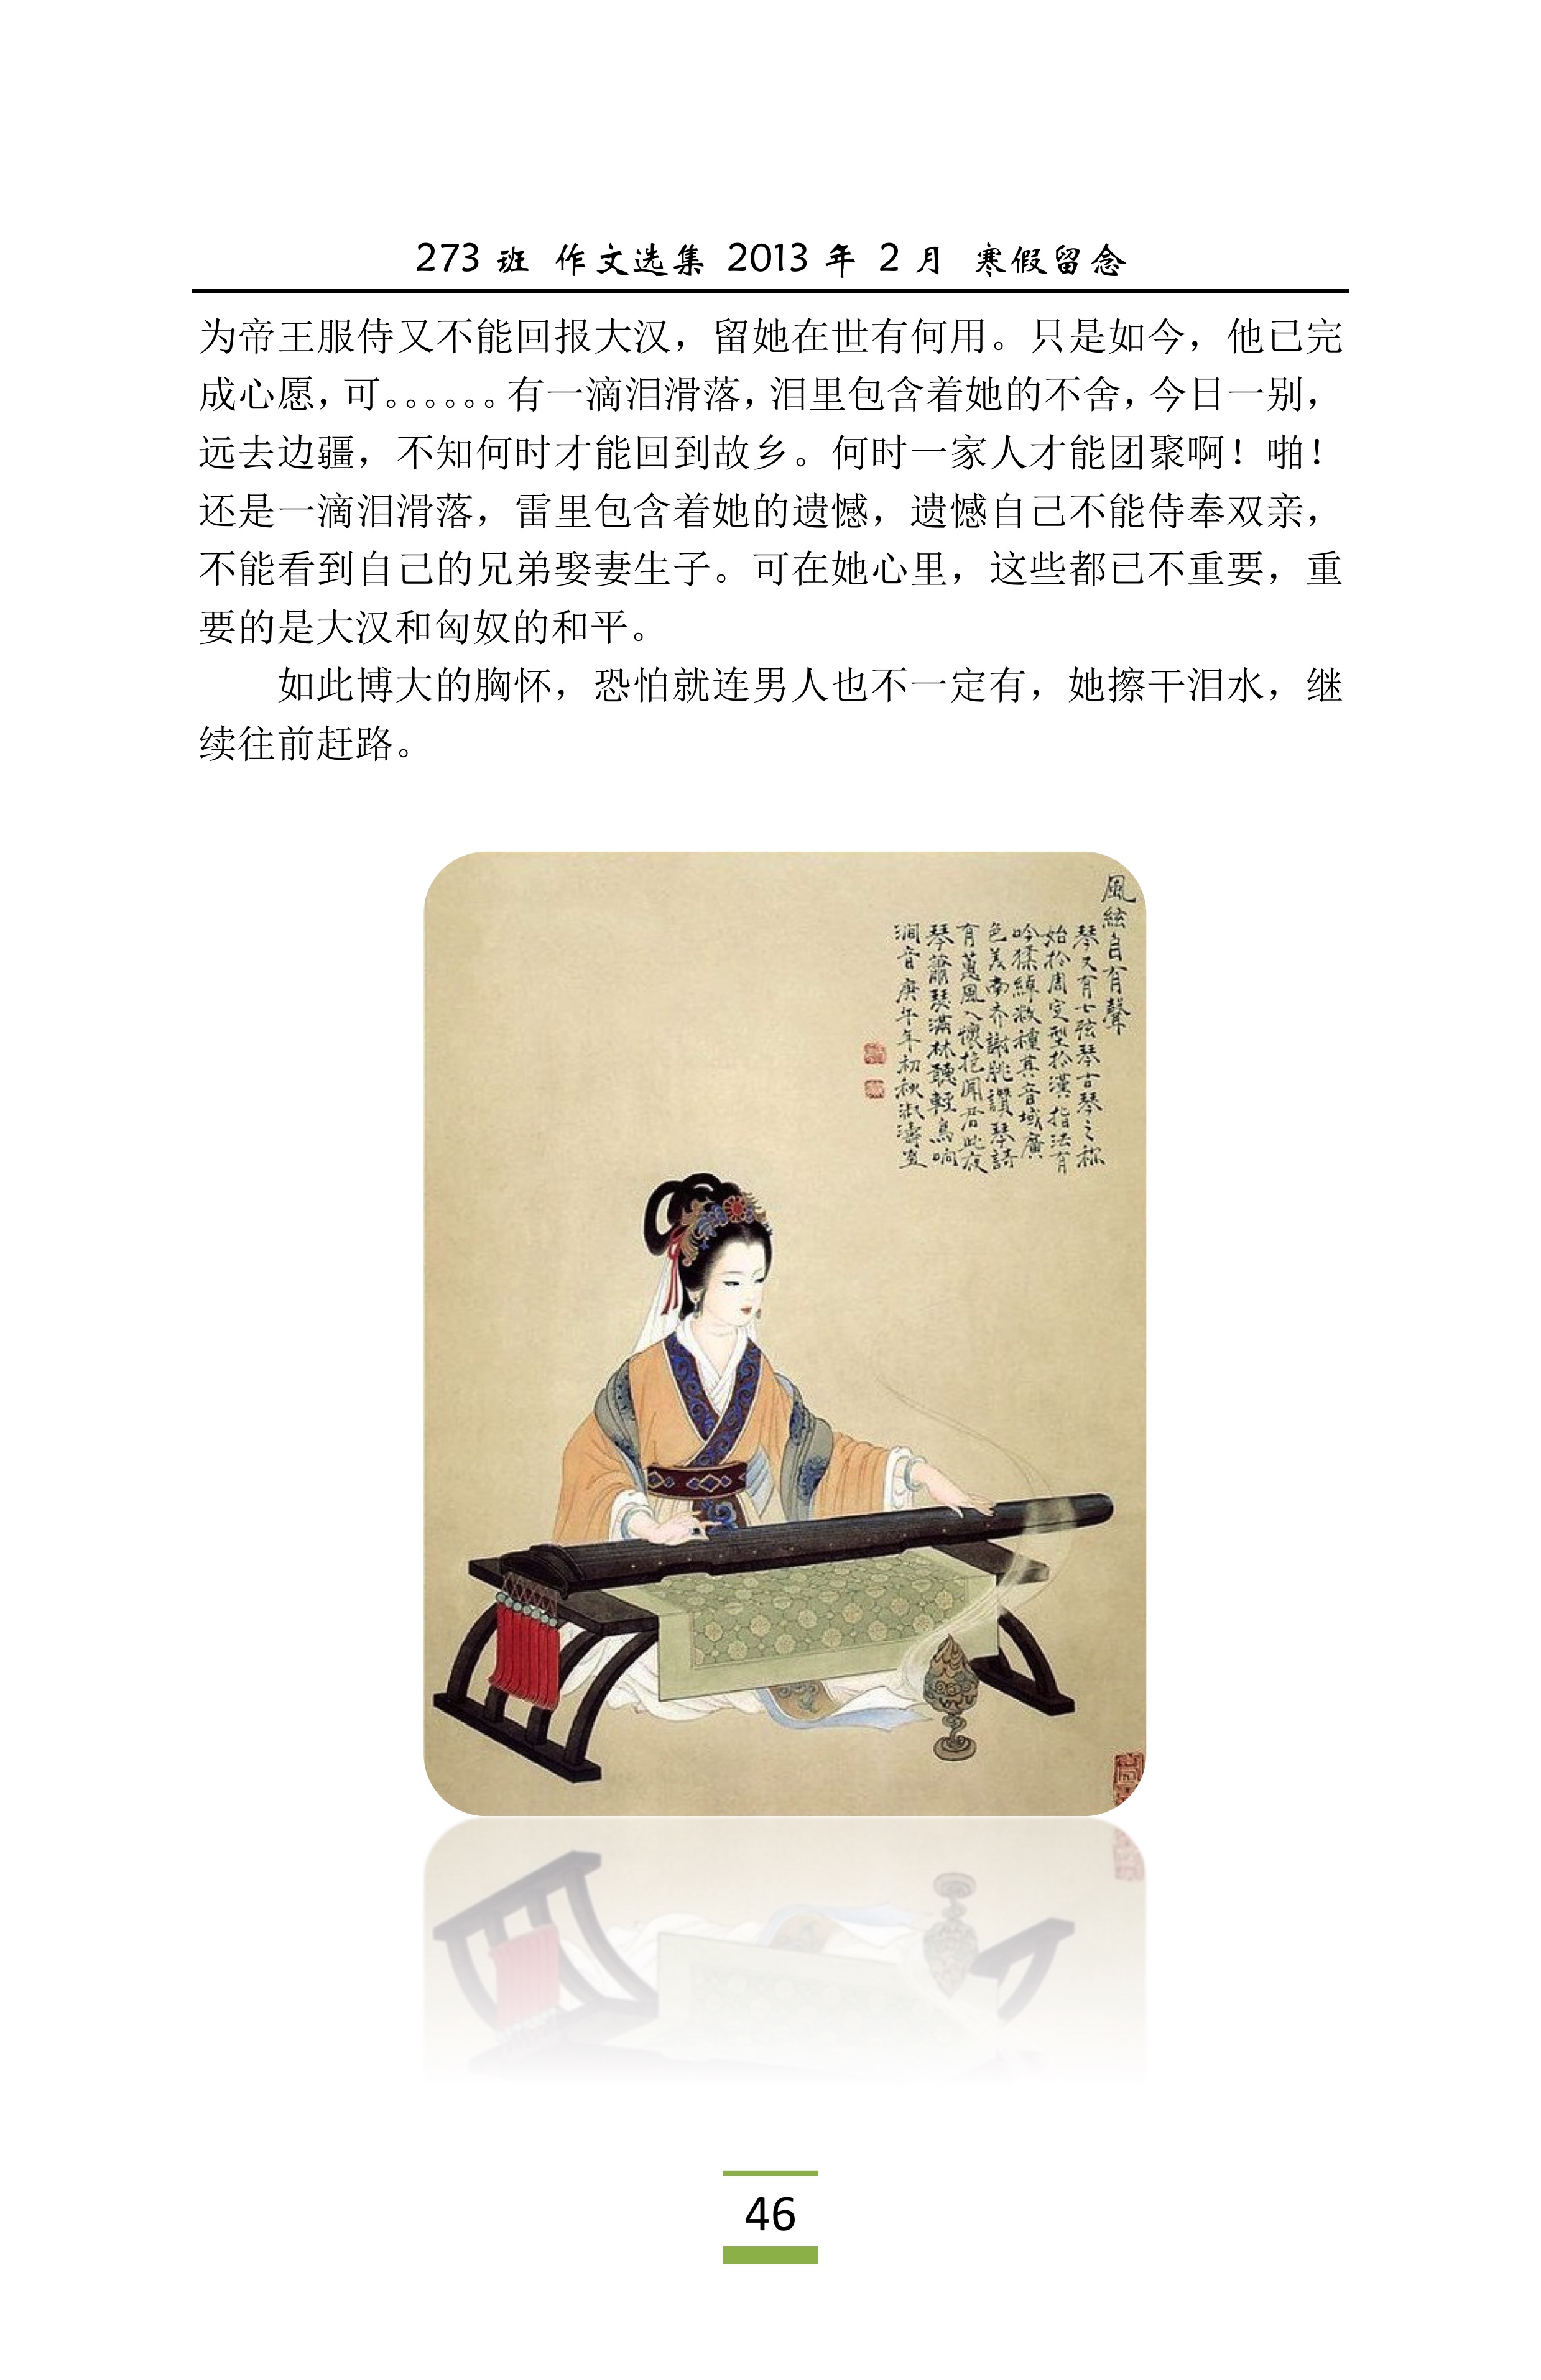 273 班 作文选集 2013 年 2 月 寒假留念
为帝王服侍又不能回报大汉，留她在世有何用。只是如今，他已完
成心愿，可。。。。。。有一滴泪滑落，泪里包含着她的不舍，今日一别，
远去边疆，不知何时才能回到故乡。何时一家人才能团聚啊！啪！
还是一滴泪滑落，雷里包含着她的遗憾，遗憾自己不能侍奉双亲，
不能看到自己的兄弟娶妻生子。可在她心里，这些都已不重要，重
要的是大汉和匈奴的和平。
如此博大的胸怀，恐怕就连男人也不一定有，她擦干泪水，继
续往前赶路。
風絃自有聲
琴又有七弦琴古琴之称
始於周定型於漢指法有
吟猱綽數種其音域廣
色美南齐謝朓讚琴詩
有蕙風入懷抱聞君此夜
琴蕭瑟滿林聽輕鳥响
澗音庚午年初秋淑濤
46